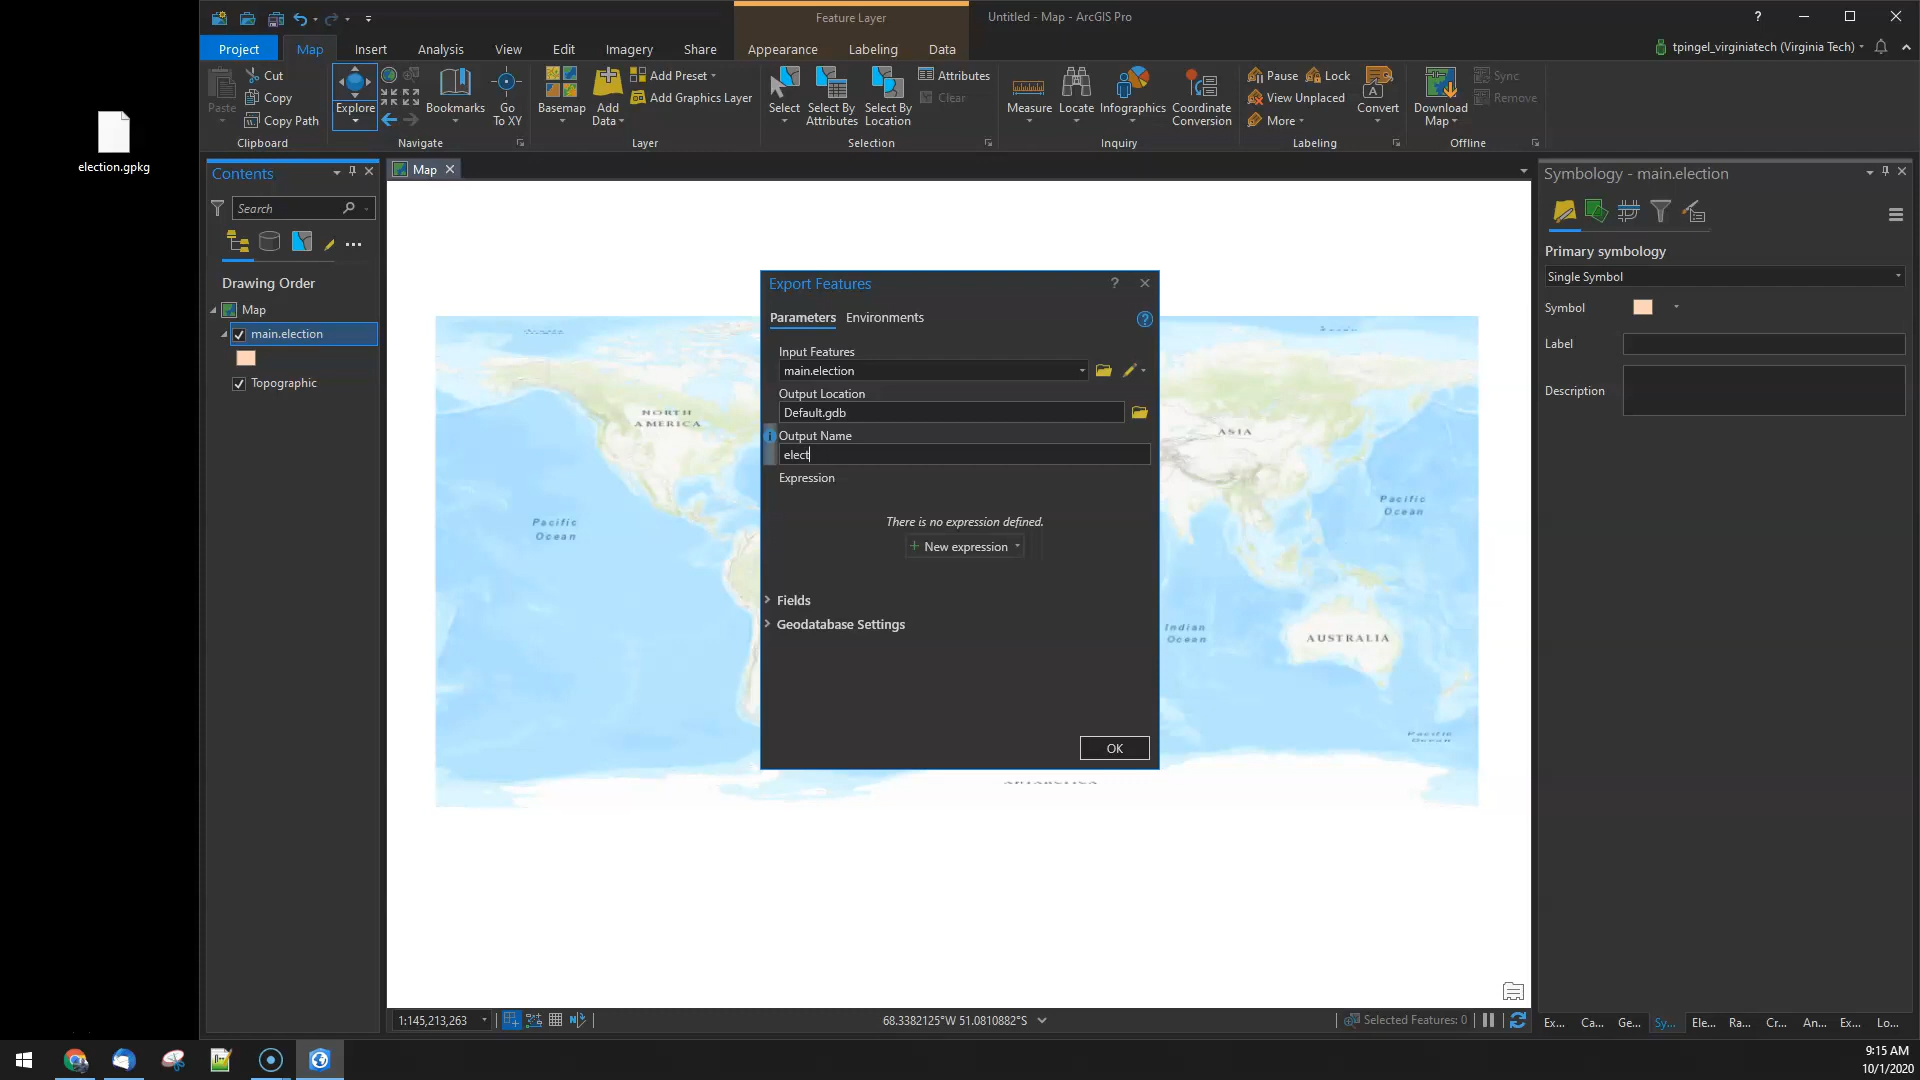 Feature Layer
Untitled - Map - ArcGIS Pro
?
Project
Map
Insert
Analysis
View
Edit
Imagery
Share
Appearance
Labeling
Data
tpingel_virginiatech (Virginia Tech)
Paste
Cut
Copy
Copy Path
Clipboard
Explore
Bookmarks
Go
To XY
Navigate
Basemap
Add
Data
Add Preset
Add Graphics Layer
Layer
Select
Select By
Attributes
Select By
Location
Attributes
Clear
Selection
Measure
Locate
Infographics
Coordinate
Conversion
Inquiry
Pause
Lock
View Unplaced
More
Convert
Labeling
Download
Map
Sync
Remove
Offline
election.gpkg
Contents
Search
Drawing Order
Map
main.election
Topographic
Map
NORTH
AMERICA
Pacific
Ocean
ASIA
Pacific
Ocean
Indian
Ocean
AUSTRALIA
Export Features
?
Parameters
Environments
?
Input Features
main.election
Output Location
Default.gdb
i
Output Name
elect
Expression
There is no expression defined.
+ New expression
Fields
Geodatabase Settings
OK
Symbology - main.election
Primary symbology
Single Symbol
Symbol
Label
Description
1:145,213,263
68.3382125°W 51.0810882°S
Selected Features: 0
Ex...
Ca...
Ge...
Sy...
Ele...
Ra...
Cr...
An...
Ex...
Lo...
9:15 AM
10/1/2020